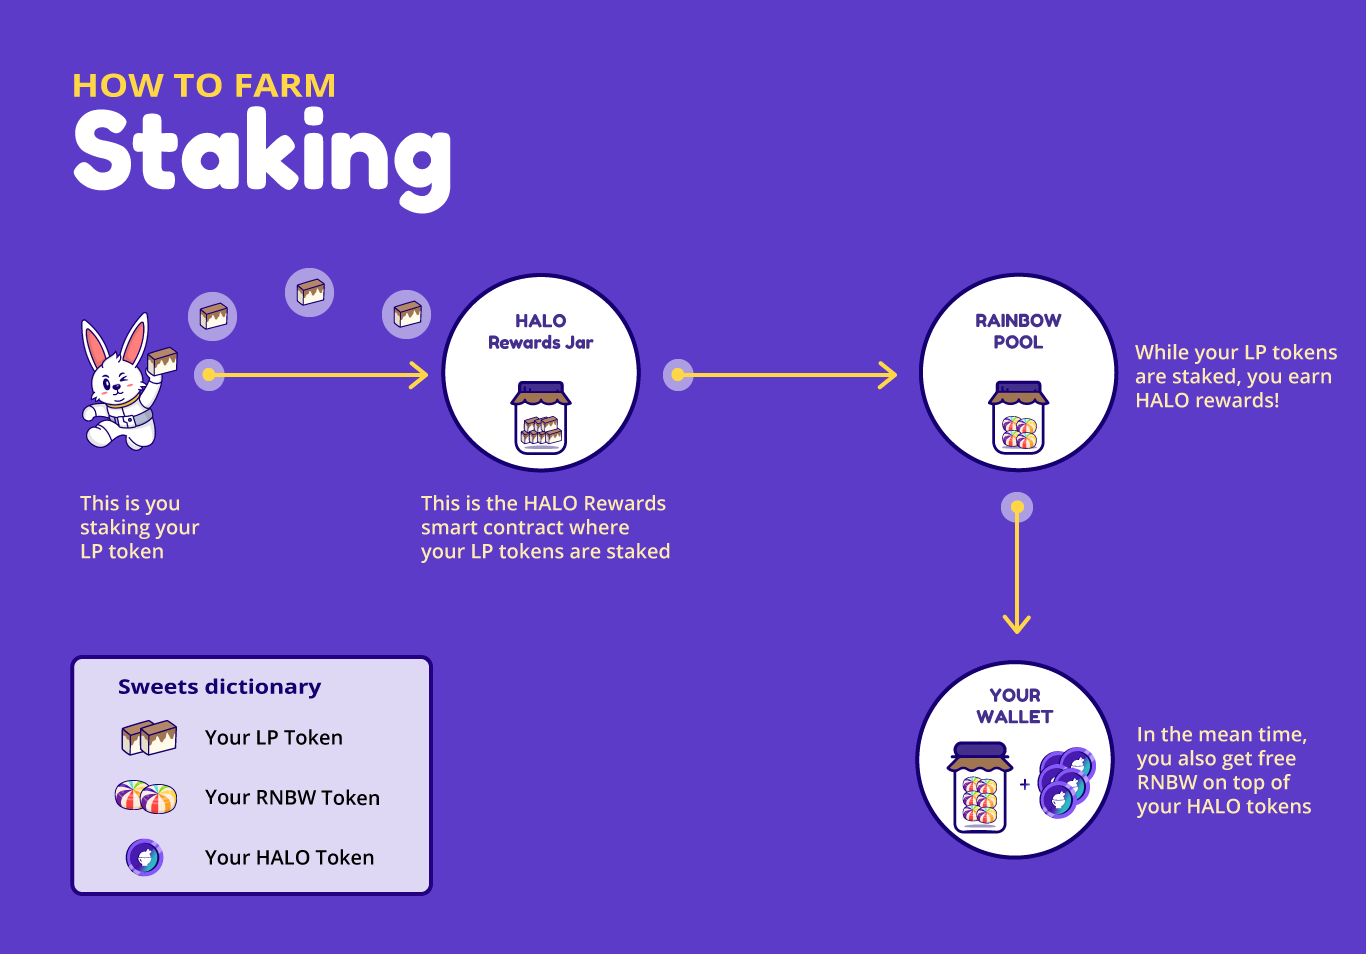 HOW TO FARM
Staking
HALO
Rewards Jar
RAINBOW
POOL
While your LP tokens
are staked, you earn
HALO rewards!
This is you
staking your
LP token
This is the HALO Rewards
smart contract where
your LP tokens are staked
YOUR
WALLET
+
In the mean time,
you also get free
RNBW on top of
your HALO tokens
Sweets dictionary
Your LP Token
Your RNBW Token
Your HALO Token